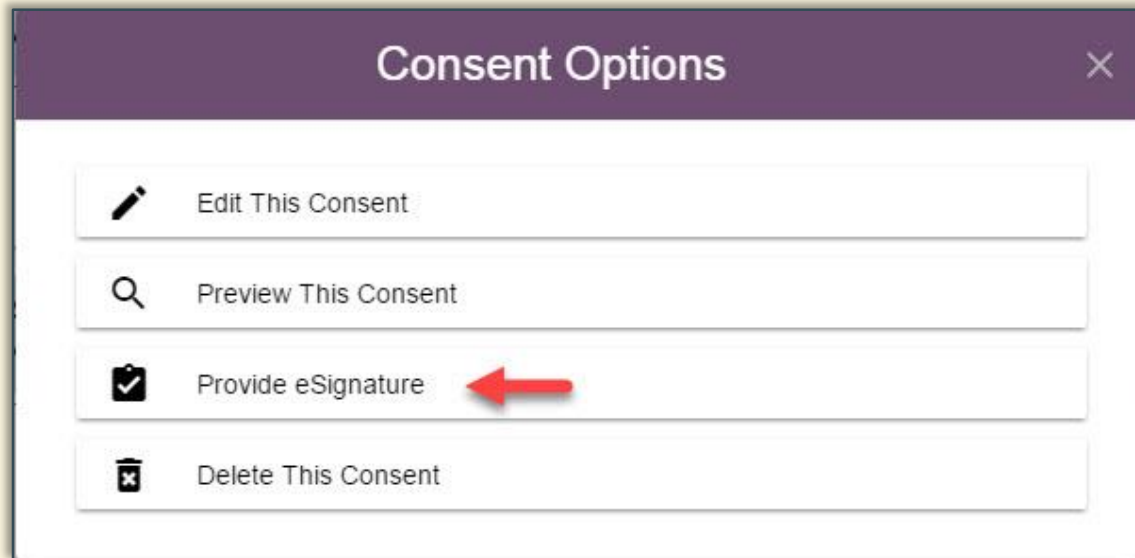 Consent Options
Edit This Consent
Preview This Consent
Provide eSignature
Delete This Consent